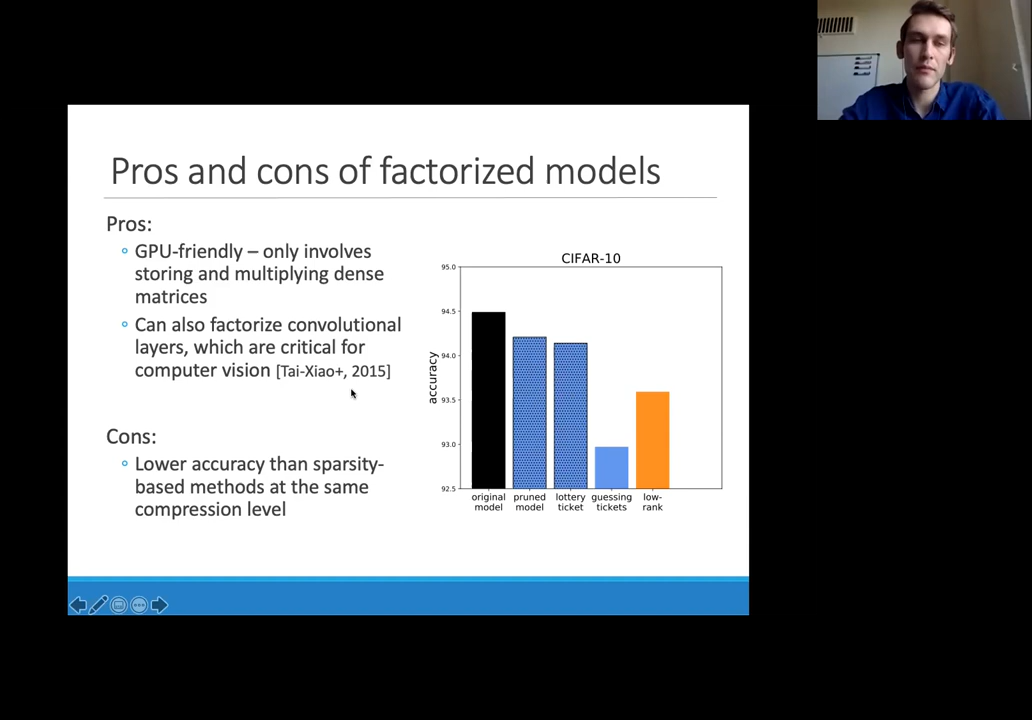 Pros and cons of factorized models
Pros:
GPU-friendly – only involves
storing and multiplying dense
matrices
Can also factorize convolutional
layers, which are critical for
computer vision [Tai-Xiao+, 2015]
Cons:
Lower accuracy than sparsity-
based methods at the same
compression level
CIFAR-10
95.0
94.5
94.0
93.5
93.0
92.5
accuracy
original
model
pruned
model
lottery
ticket
guessing
tickets
low-
rank